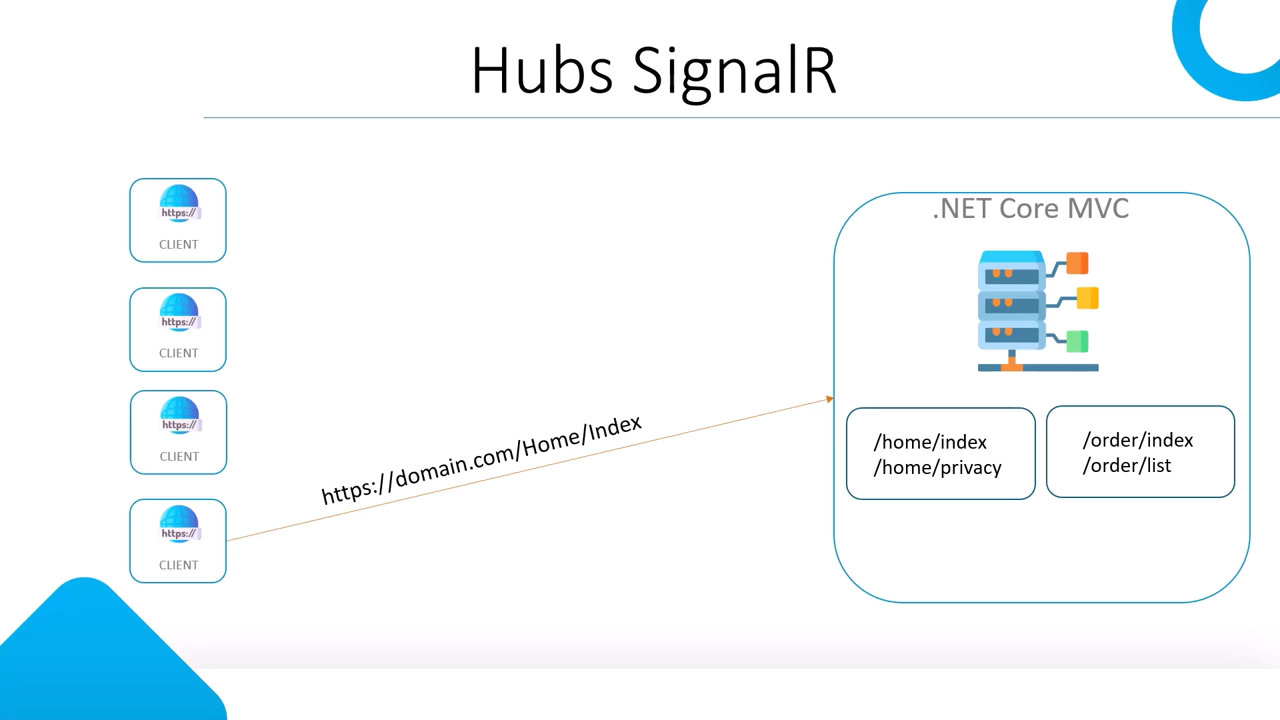 Hubs SignalR
https://
CLIENT
https://
CLIENT
https://
CLIENT
https://
CLIENT
https://domain.com/Home/Index
.NET Core MVC
/home/index
/home/privacy
/order/index
/order/list